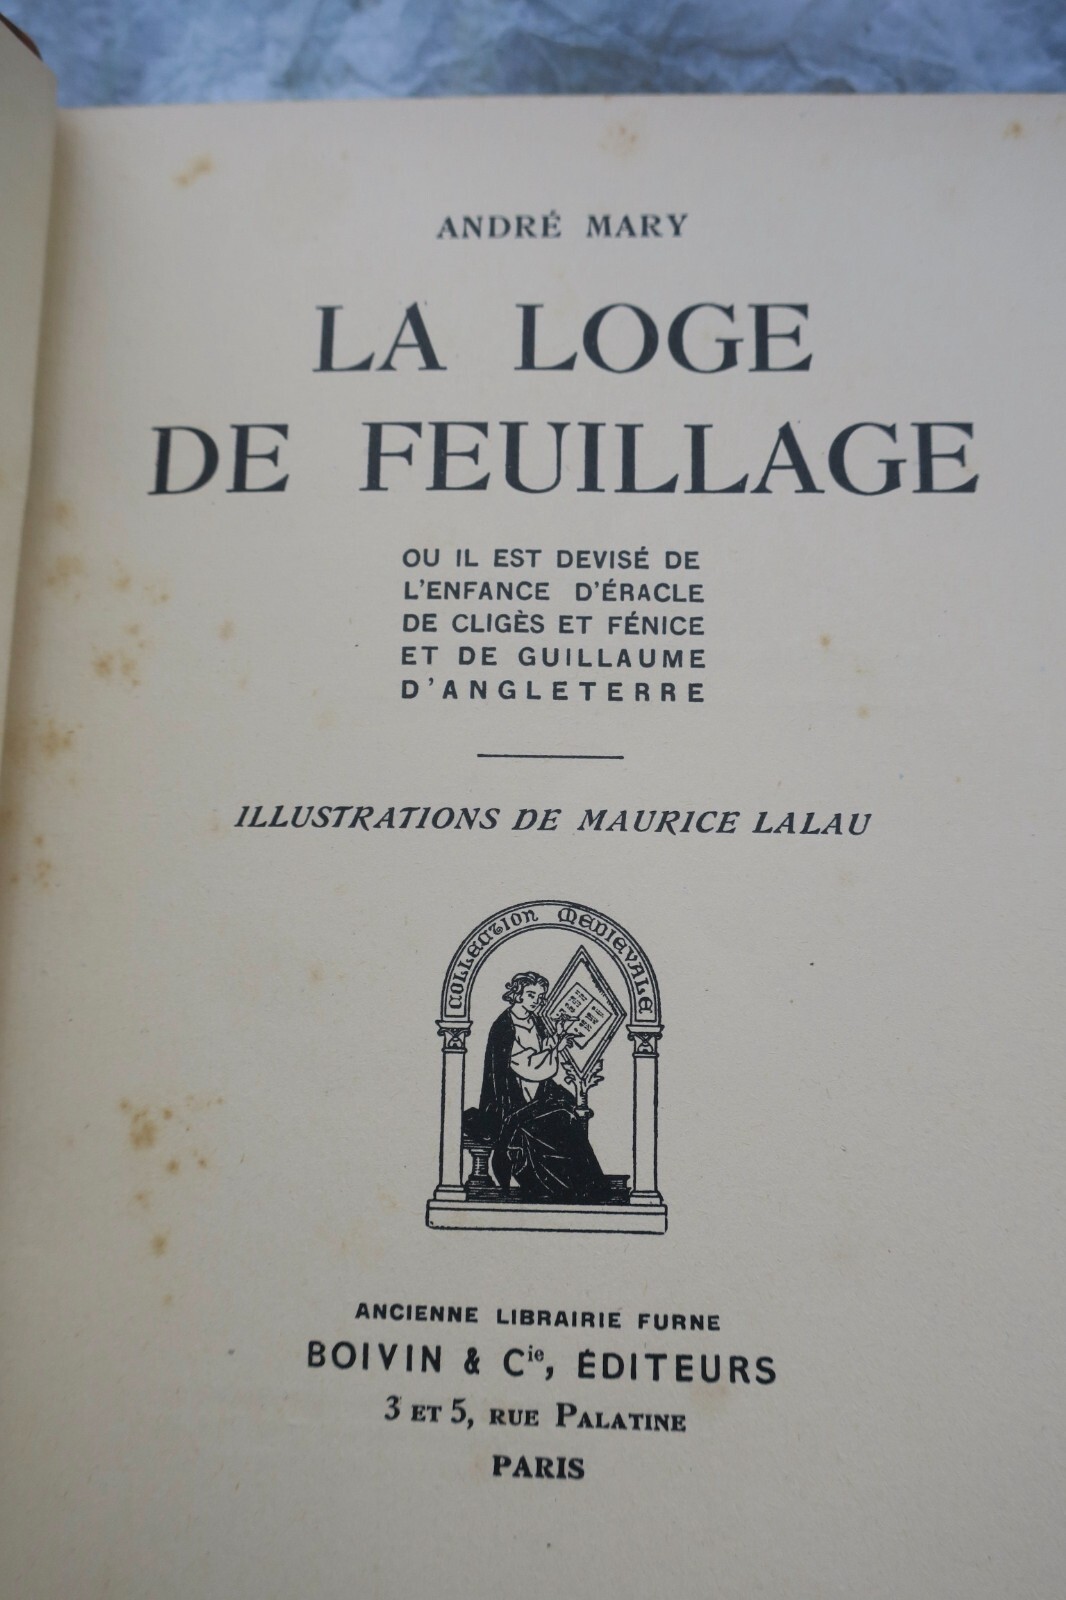 ANDRÉ MARY
LA LOGE
DE FEUILLAGE
OU IL EST DEVISÉ DE
L'ENFANCE D'ÉRACLE
DE CLIGÈS ET FÉNICE
ET DE GUILLAUME
D'ANGLETERRE
ILLUSTRATIONS DE MAURICE LALAU
COLLECTION MEDIEVALE
ANCIENNE LIBRAIRIE FURNE
BOIVIN & Cie, ÉDITEURS
3 ET 5, RUE PALATINE
PARIS